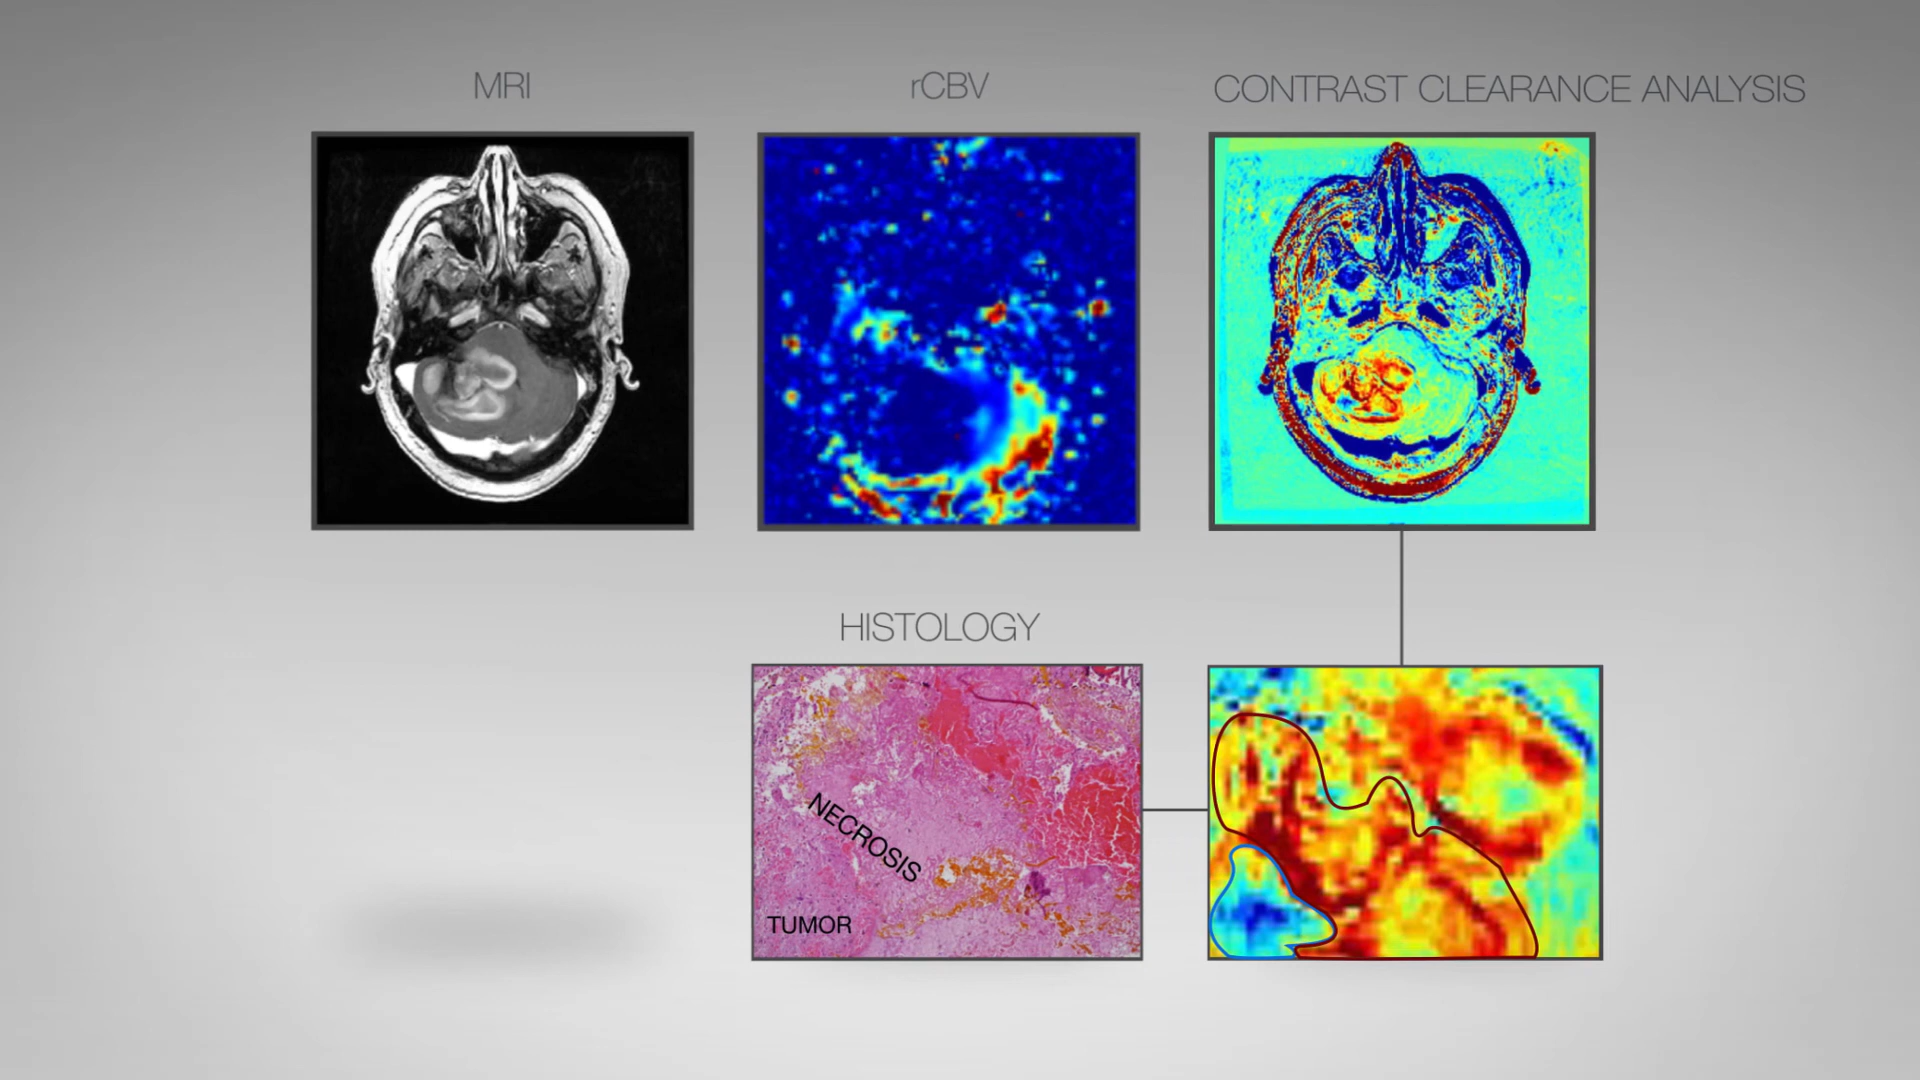 MRI
rCBV
CONTRAST CLEARANCE ANALYSIS
HISTOLOGY
NECROSIS
TUMOR